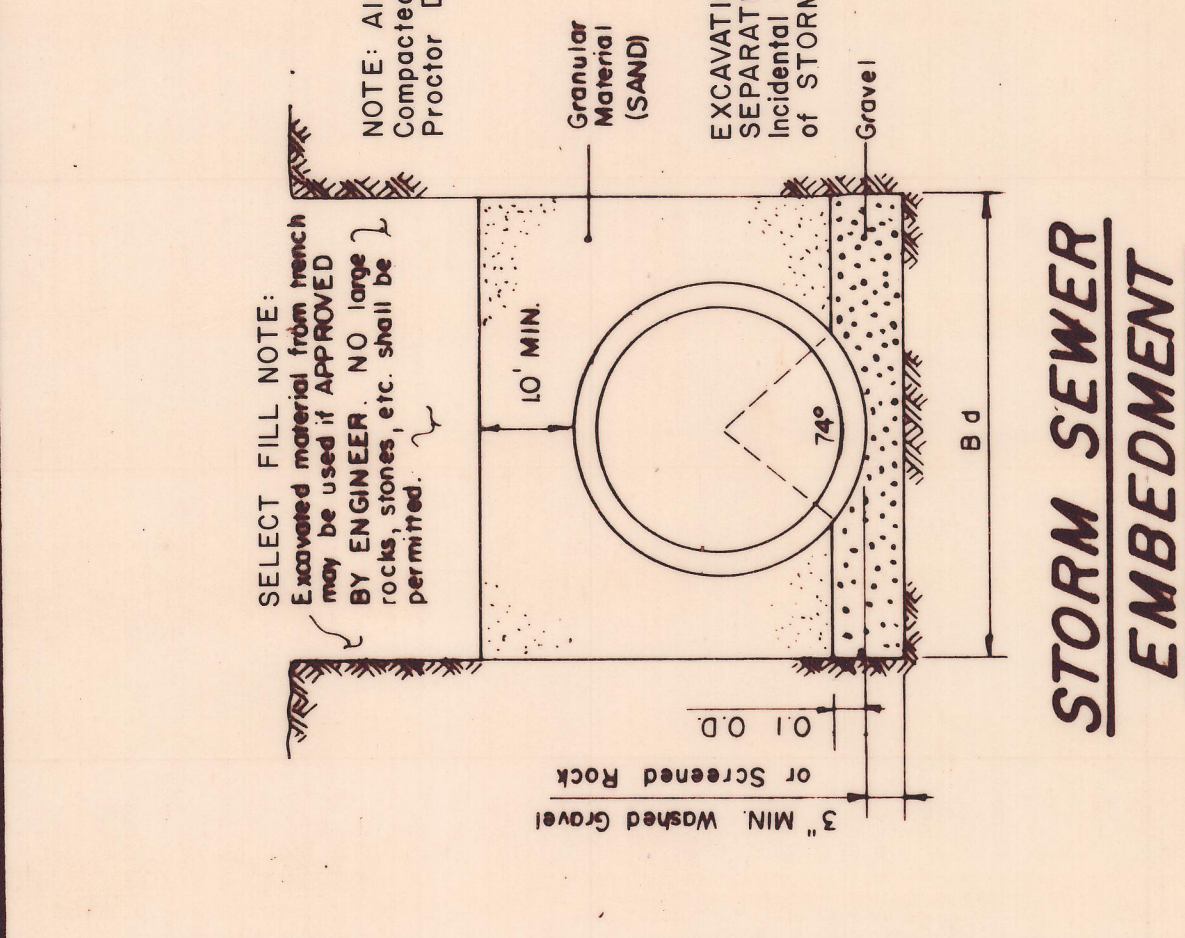 SELECT FILL NOTE:
Excavated material from trench
may be used if APPROVED
BY ENGINEER. NO large
rocks, stones, etc. shall be
permitted.
NOTE: Al
Compacted
Proctor D
Granular
Material
(SAND)
EXCAVATI
SEPARAT
Incidental
of STORM
Gravel
1.0' MIN.
74°
Bd
0.1 O.D.
3" MIN. Washed Gravel
or Screened Rock
STORM SEWER
EMBEDMENT